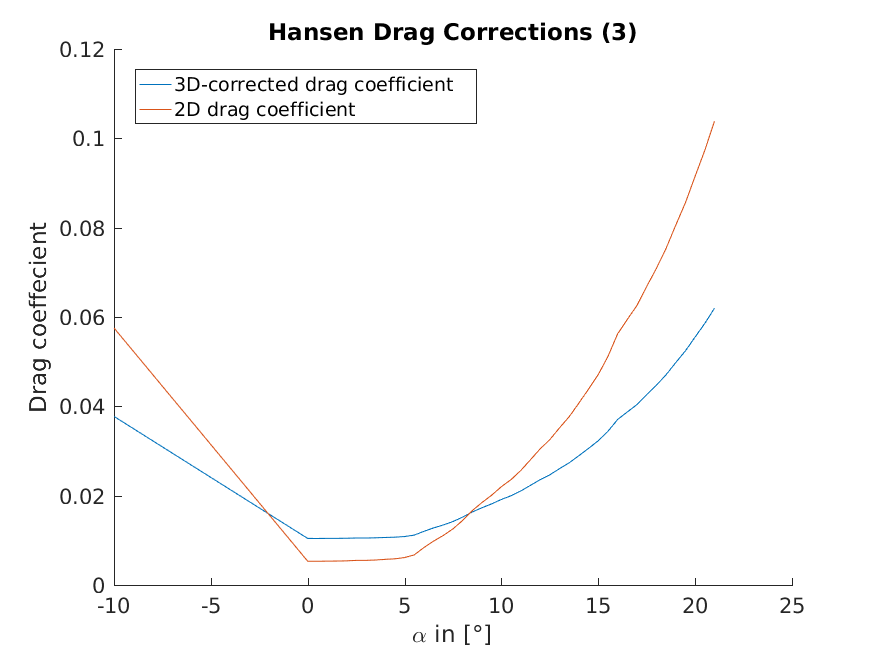 Hansen Drag Corrections (3)
3D-corrected drag coefficient
2D drag coefficient
0.12
0.1
0.08
0.06
0.04
0.02
0
Drag coeffecient
-10 -5 0 5 10 15 20 25
α in [°]